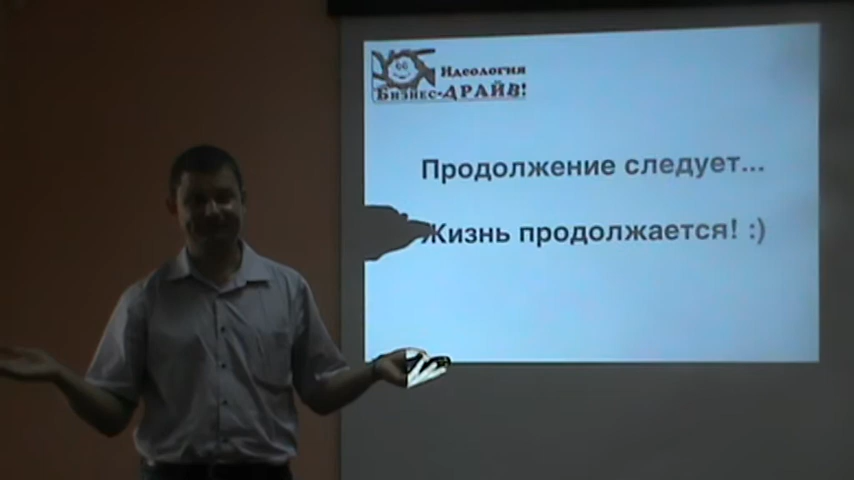 Идеология
Бизнес-ДРАЙВ!
Продолжение следует...
Жизнь продолжается! :)